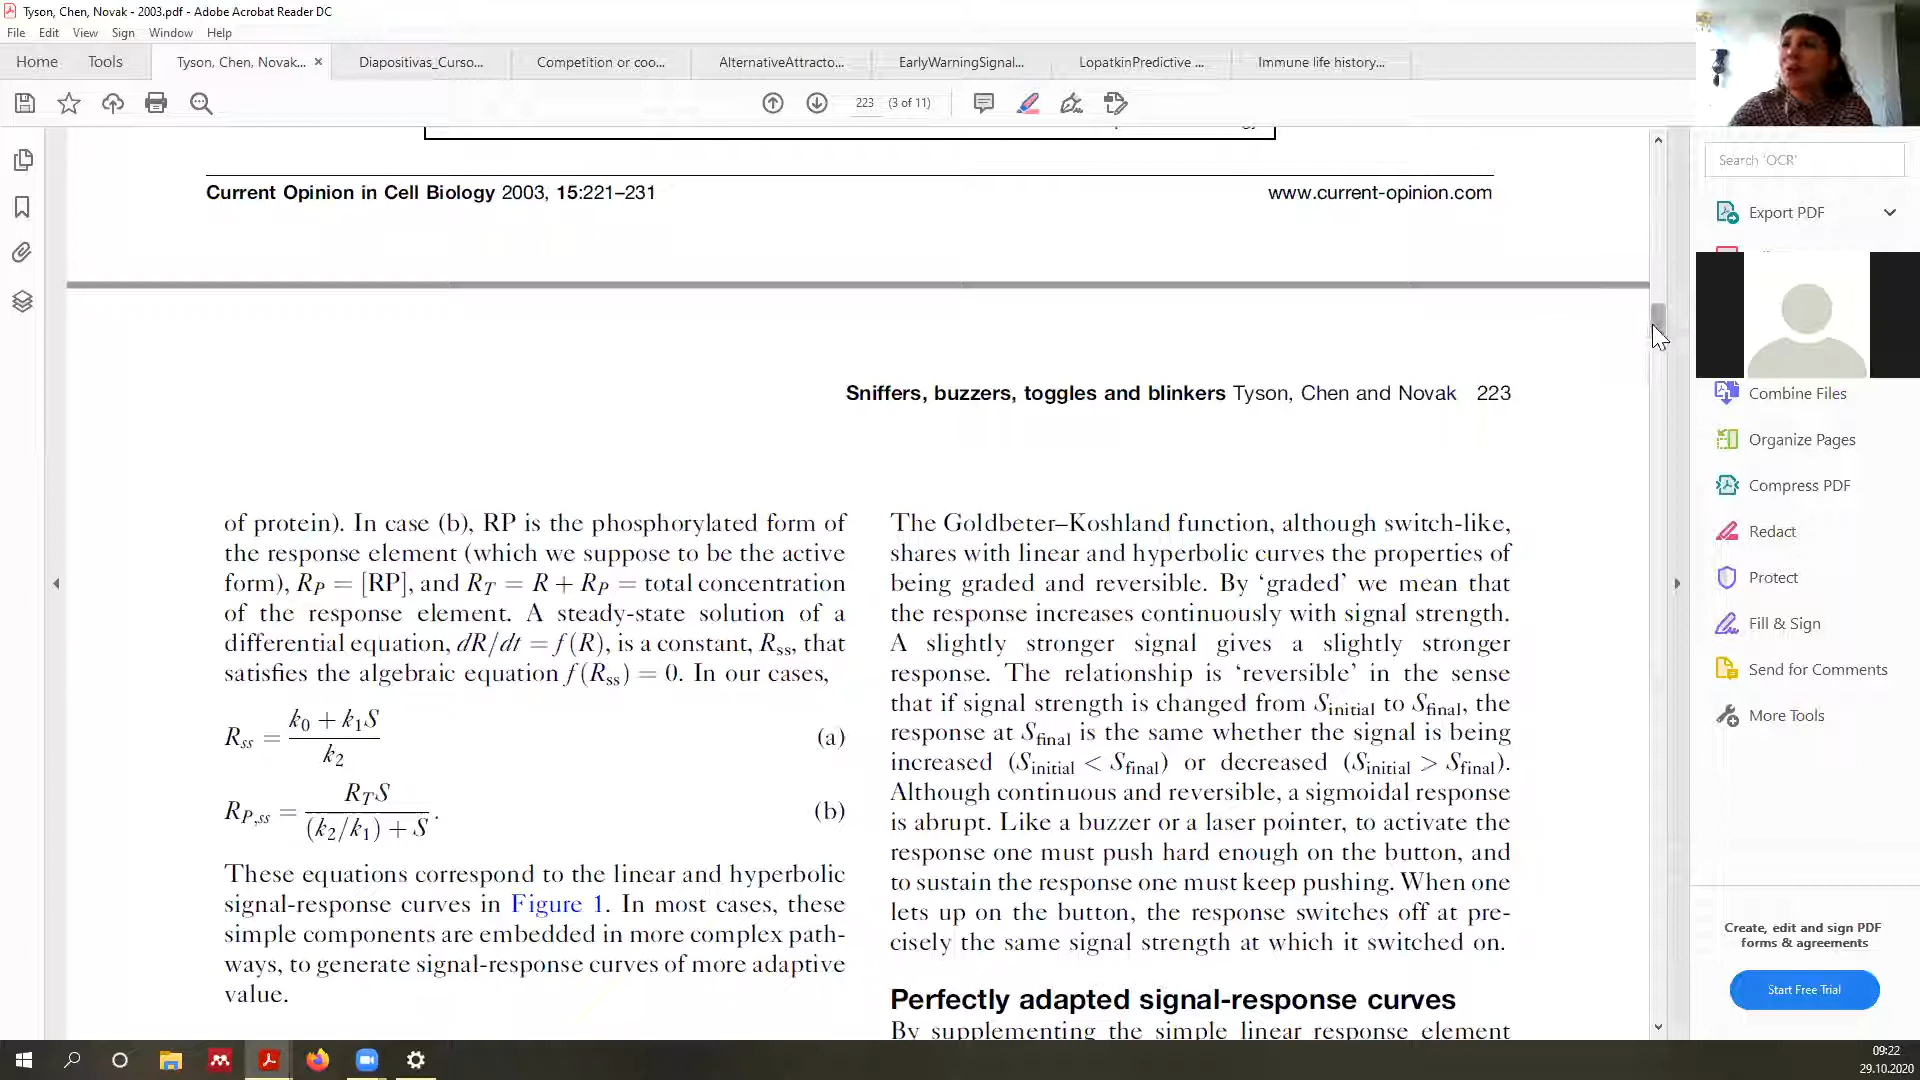 Tyson, Chen, Novak - 2003.pdf - Adobe Acrobat Reader DC
File Edit View Sign Window Help
Home Tools Tyson, Chen, Novak... × Diapositivas_Curso... Competition or coo... AlternativeAttracto... EarlyWarningSignal... LopatkinPredictive ... Immune life history...
223 (3 of 11)
Search 'OCR'
Export PDF
Combine Files
Organize Pages
Compress PDF
Redact
Protect
Fill & Sign
Send for Comments
More Tools
Create, edit and sign PDF
forms & agreements
Start Free Trial
Current Opinion in Cell Biology 2003, 15:221–231 www.current-opinion.com
Sniffers, buzzers, toggles and blinkers Tyson, Chen and Novak 223
of protein). In case (b), RP is the phosphorylated form of
the response element (which we suppose to be the active
form), R_P = [RP], and R_T = R + R_P = total concentration
of the response element. A steady-state solution of a
differential equation, dR/dt = f(R), is a constant, R_ss, that
satisfies the algebraic equation f(R_ss) = 0. In our cases,
R_ss = (k_0 + k_1 S) / k_2 (a)
R_P,ss = R_T S / ((k_2/k_1) + S). (b)
These equations correspond to the linear and hyperbolic
signal-response curves in Figure 1. In most cases, these
simple components are embedded in more complex path-
ways, to generate signal-response curves of more adaptive
value.
The Goldbeter–Koshland function, although switch-like,
shares with linear and hyperbolic curves the properties of
being graded and reversible. By ‘graded’ we mean that
the response increases continuously with signal strength.
A slightly stronger signal gives a slightly stronger
response. The relationship is ‘reversible’ in the sense
that if signal strength is changed from S_initial to S_final, the
response at S_final is the same whether the signal is being
increased (S_initial < S_final) or decreased (S_initial > S_final).
Although continuous and reversible, a sigmoidal response
is abrupt. Like a buzzer or a laser pointer, to activate the
response one must push hard enough on the button, and
to sustain the response one must keep pushing. When one
lets up on the button, the response switches off at pre-
cisely the same signal strength at which it switched on.
Perfectly adapted signal-response curves
By supplementing the simple linear response element
09:22
29.10.2020